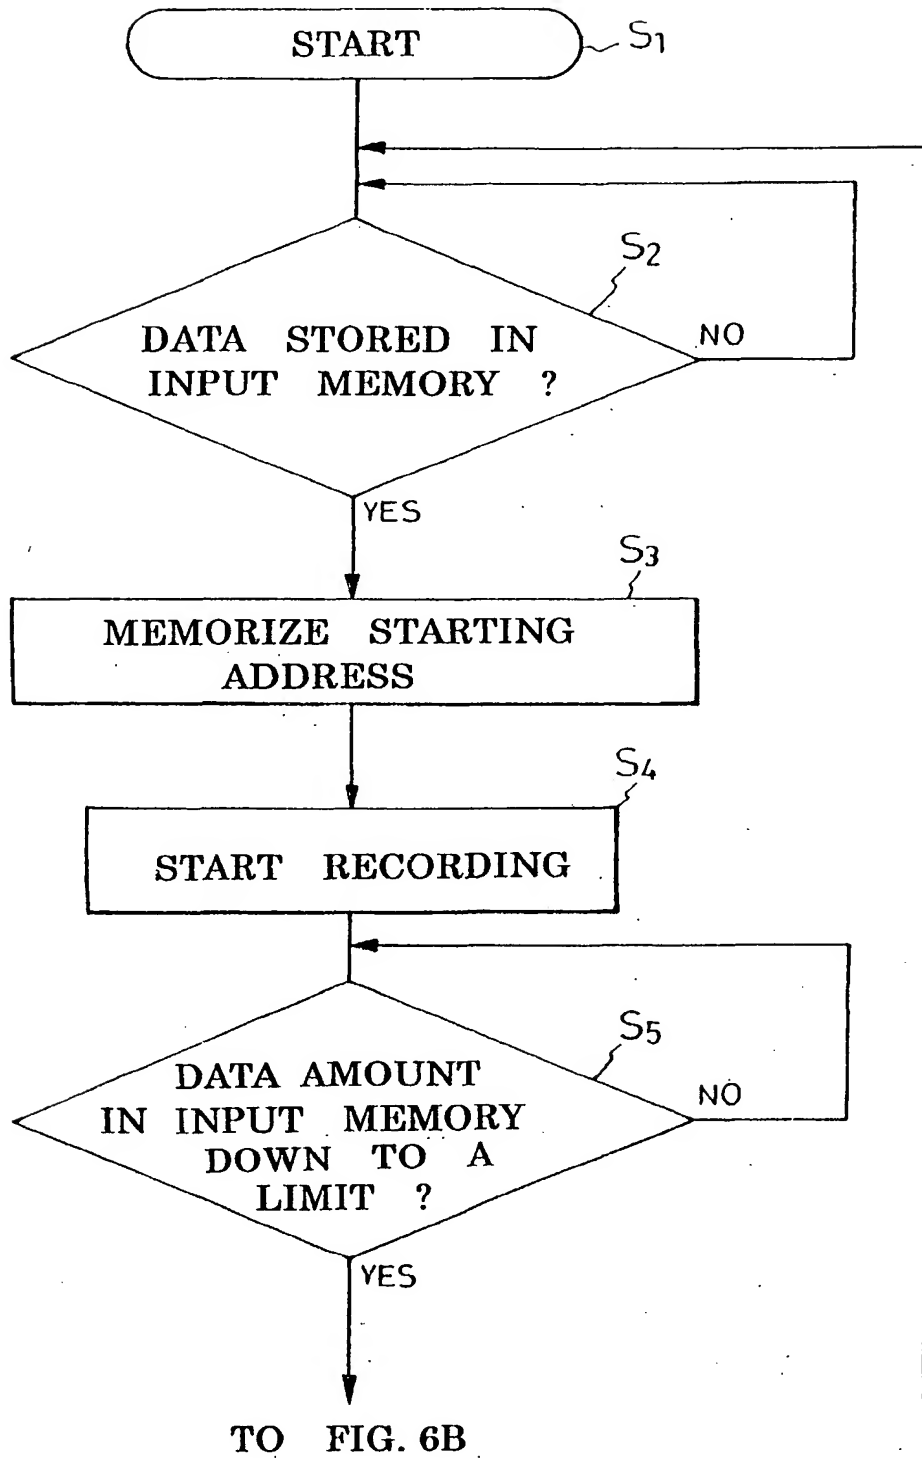 START
S1
S2
DATA STORED IN
INPUT MEMORY ?
NO
YES
S3
MEMORIZE STARTING
ADDRESS
S4
START RECORDING
S5
DATA AMOUNT
IN INPUT MEMORY
DOWN TO A
LIMIT ?
NO
YES
TO FIG. 6B